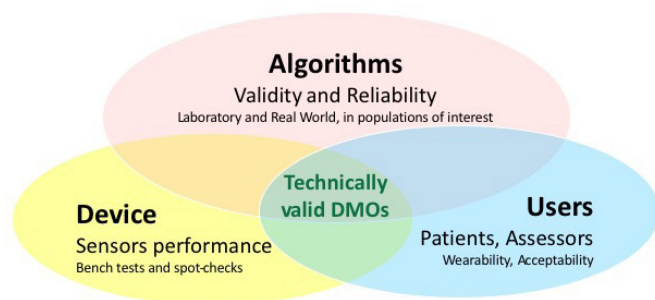 Algorithms
Validity and Reliability
Laboratory and Real World, in populations of interest
Technically
valid DMOs
Device
Sensors performance
Bench tests and spot-checks
Users
Patients, Assessors
Wearability, Acceptability